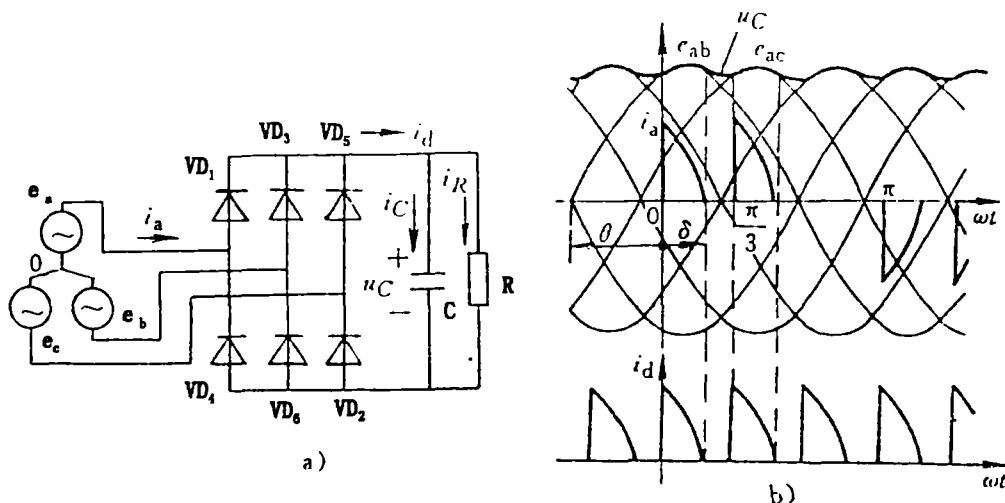 VD₃ VD₅ → i_d
VD₁
e_a
i_a
i_C
i_R
+
0
u_C
−
C
R
e_b
e_c
VD₄
VD₆ VD₂
a)
u_C
e_ab
e_ac
i_a
0
π
3
π
ωt
θ
δ
i_d
ωt
b)